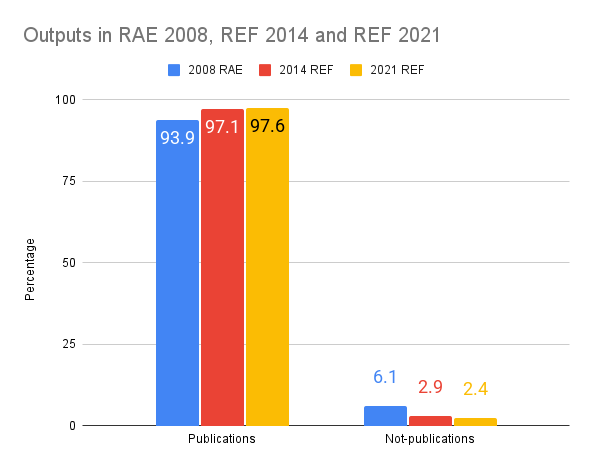 Outputs in RAE 2008, REF 2014 and REF 2021
2008 RAE 2014 REF 2021 REF
100
75
50
25
0
Percentage
93.9 97.1 97.6
6.1 2.9 2.4
Publications Not-publications